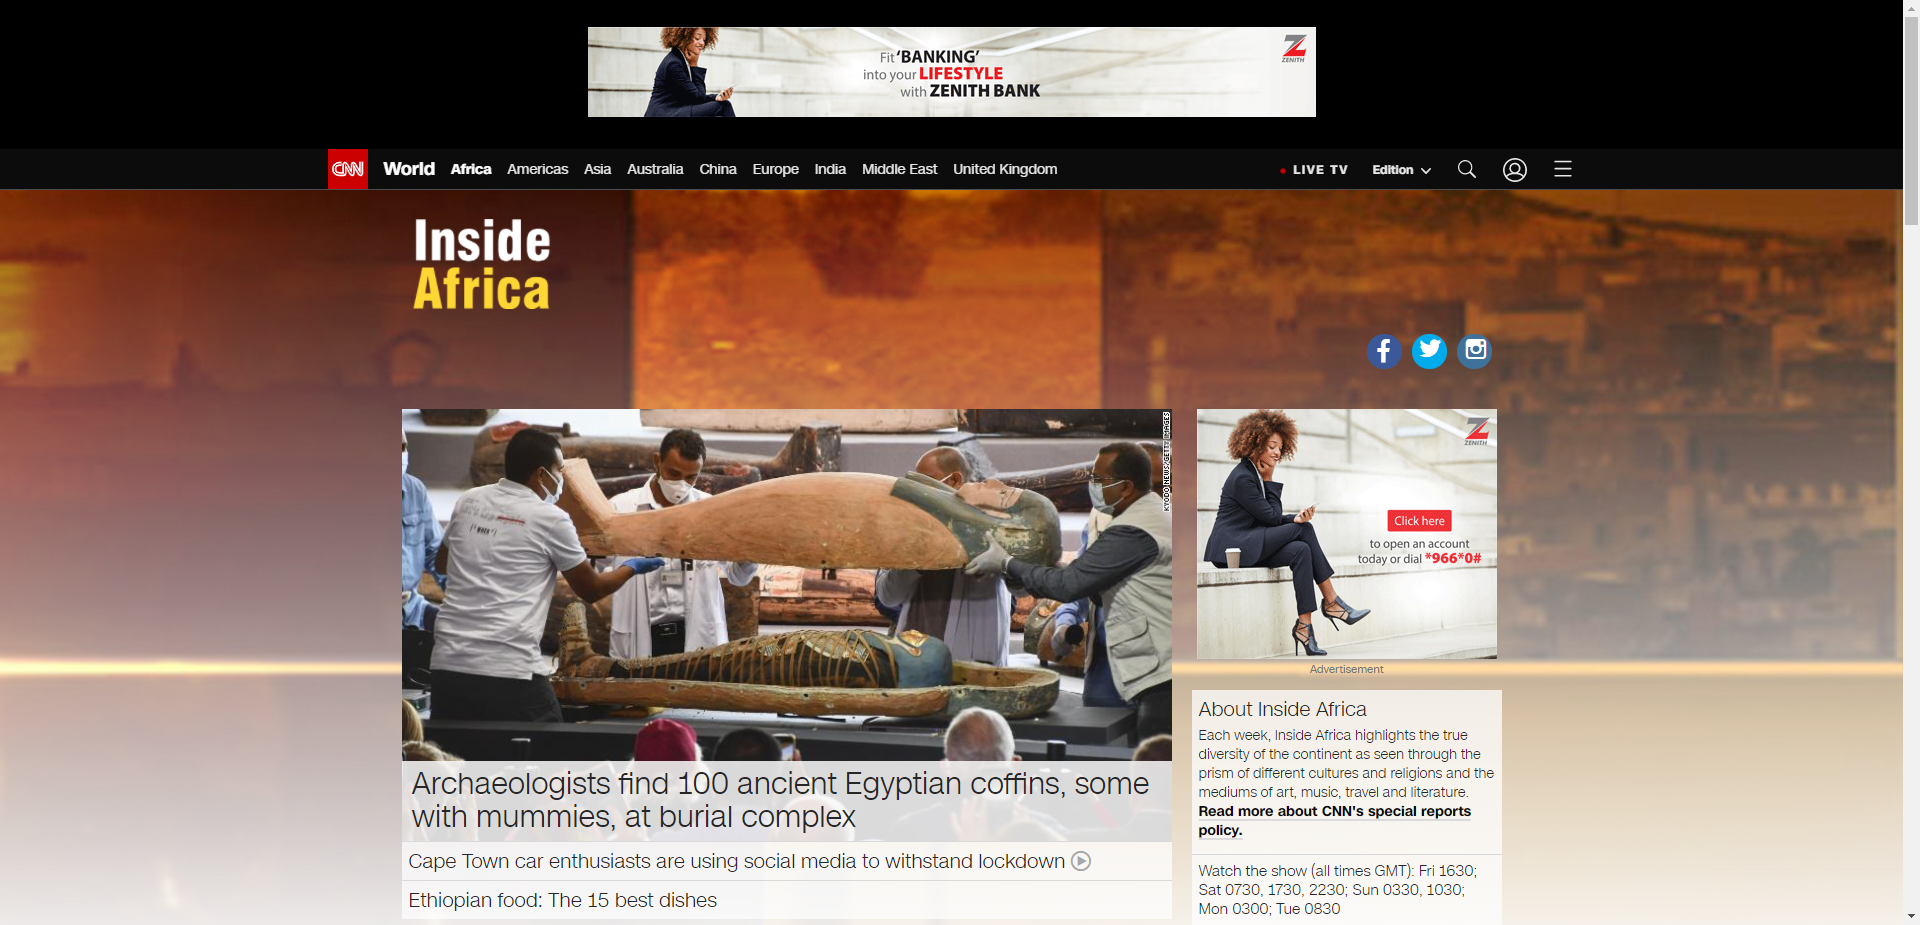 Fit 'BANKING'
into your LIFESTYLE
with ZENITH BANK
ZENITH
CNN World Africa Americas Asia Australia China Europe India Middle East United Kingdom
LIVE TV Edition
Inside
Africa
KYODO NEWS/GETTY IMAGES
Archaeologists find 100 ancient Egyptian coffins, some
with mummies, at burial complex
Cape Town car enthusiasts are using social media to withstand lockdown
Ethiopian food: The 15 best dishes
ZENITH
Click here
to open an account
today or dial *966*0#
Advertisement
About Inside Africa
Each week, Inside Africa highlights the true
diversity of the continent as seen through the
prism of different cultures and religions and the
mediums of art, music, travel and literature.
Read more about CNN's special reports
policy.
Watch the show (all times GMT): Fri 1630;
Sat 0730, 1730, 2230; Sun 0330, 1030;
Mon 0300; Tue 0830